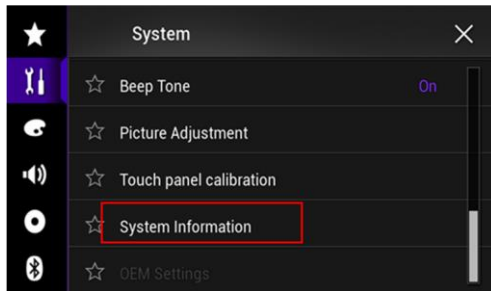 System
Beep Tone On
Picture Adjustment
Touch panel calibration
System Information
OEM Settings